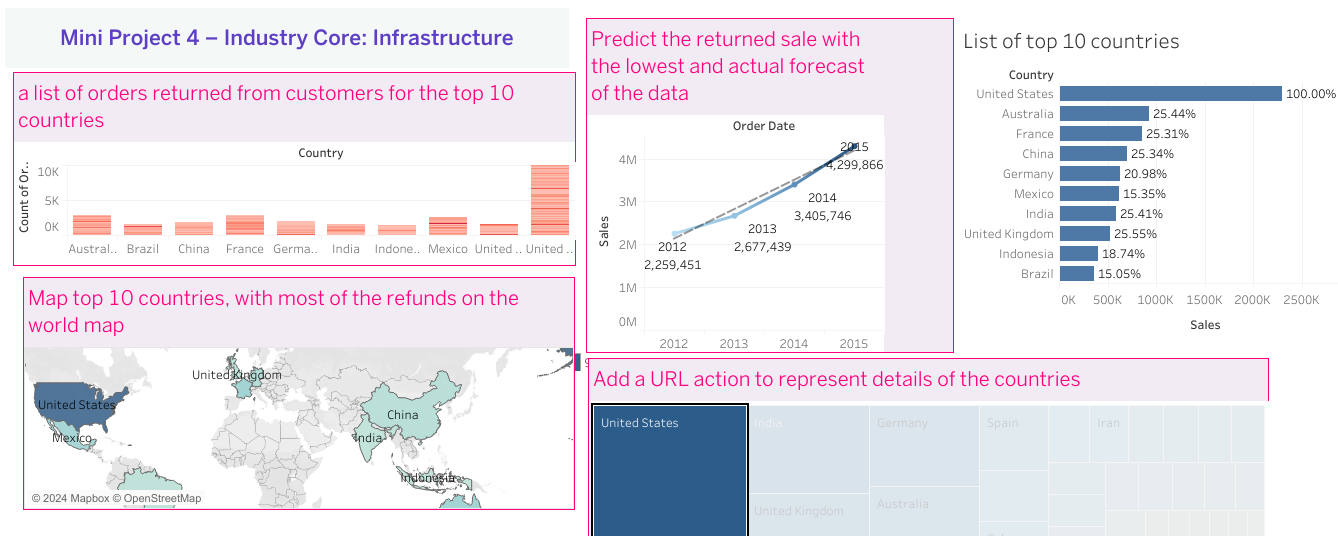 Mini Project 4 – Industry Core: Infrastructure
a list of orders returned from customers for the top 10
countries
Country
Count of Or..
10K
5K
0K
Austral..
Brazil
China
France
Germa..
India
Indone..
Mexico
United ..
United ..
Map top 10 countries, with most of the refunds on the
world map
United Kingdom
United States
China
Mexico
India
Indonesia
© 2024 Mapbox © OpenStreetMap
Predict the returned sale with
the lowest and actual forecast
of the data
Order Date
Sales
4M
3M
2M
1M
0M
2015
4,299,866
2014
3,405,746
2013
2,677,439
2012
2,259,451
2012
2013
2014
2015
List of top 10 countries
Country
United States
100.00%
Australia
25.44%
France
25.31%
China
25.34%
Germany
20.98%
Mexico
15.35%
India
25.41%
United Kingdom
25.55%
Indonesia
18.74%
Brazil
15.05%
0K
500K
1000K
1500K
2000K
2500K
Sales
Add a URL action to represent details of the countries
United States
India
Germany
Spain
Iran
United Kingdom
Australia